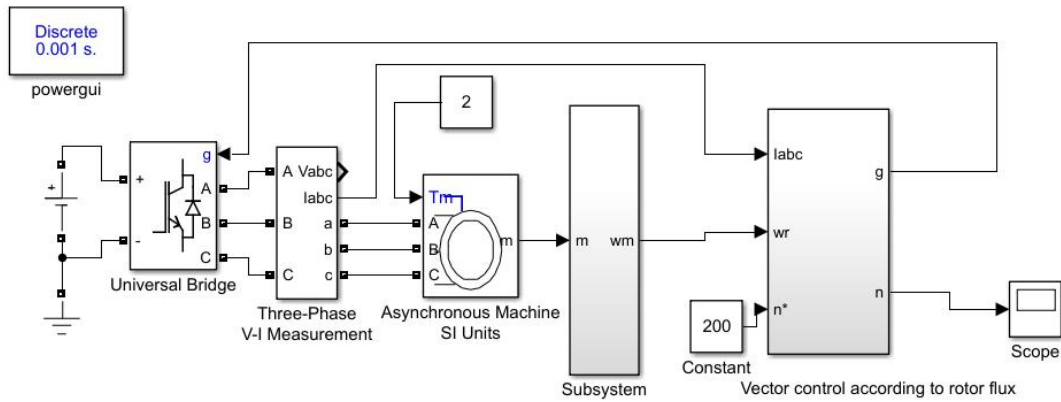 Discrete
0.001 s.
powergui
+
+
-
g
A
B
C
Universal Bridge
A
B
C
Vabc
Iabc
a
b
c
Three-Phase
V-I Measurement
2
Tm
A
B
C
m
Asynchronous Machine
SI Units
m
wm
Subsystem
200
Constant
Iabc
wr
n*
g
n
Vector control according to rotor flux
Scope